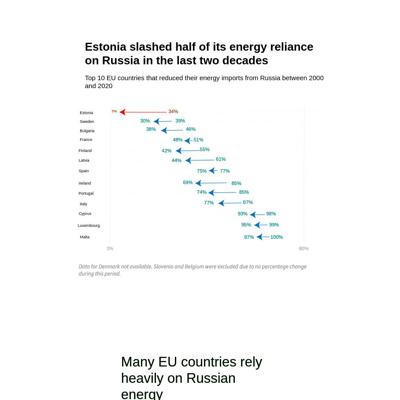 Estonia slashed half of its energy reliance
on Russia in the last two decades
Top 10 EU countries that reduced their energy imports from Russia between 2000
and 2020
Estonia 34%
Sweden 30% 39%
Bulgaria 38% 46%
France 48% 51%
Finland 42% 55%
Latvia 44% 61%
Spain 75% 77%
Ireland 69% 85%
Portugal 74% 85%
Italy 77% 87%
Cyprus 93% 98%
Luxembourg 95% 99%
Malta 97% 100%
0% 80%
Data for Denmark not available. Slovenia and Belgium were excluded due to no percentage change
during this period.
Many EU countries rely
heavily on Russian
energy